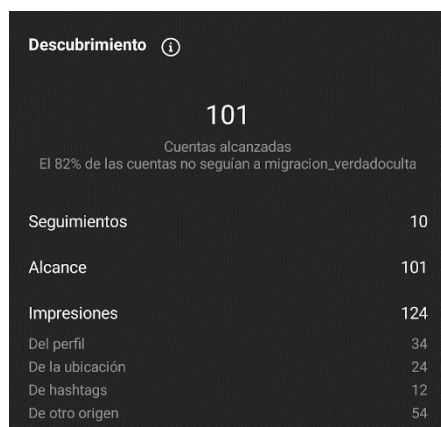 Descubrimiento
101
Cuentas alcanzadas
El 82% de las cuentas no seguían a migracion_verdadoculta
Seguimientos 10
Alcance 101
Impresiones 124
Del perfil 34
De la ubicación 24
De hashtags 12
De otro origen 54